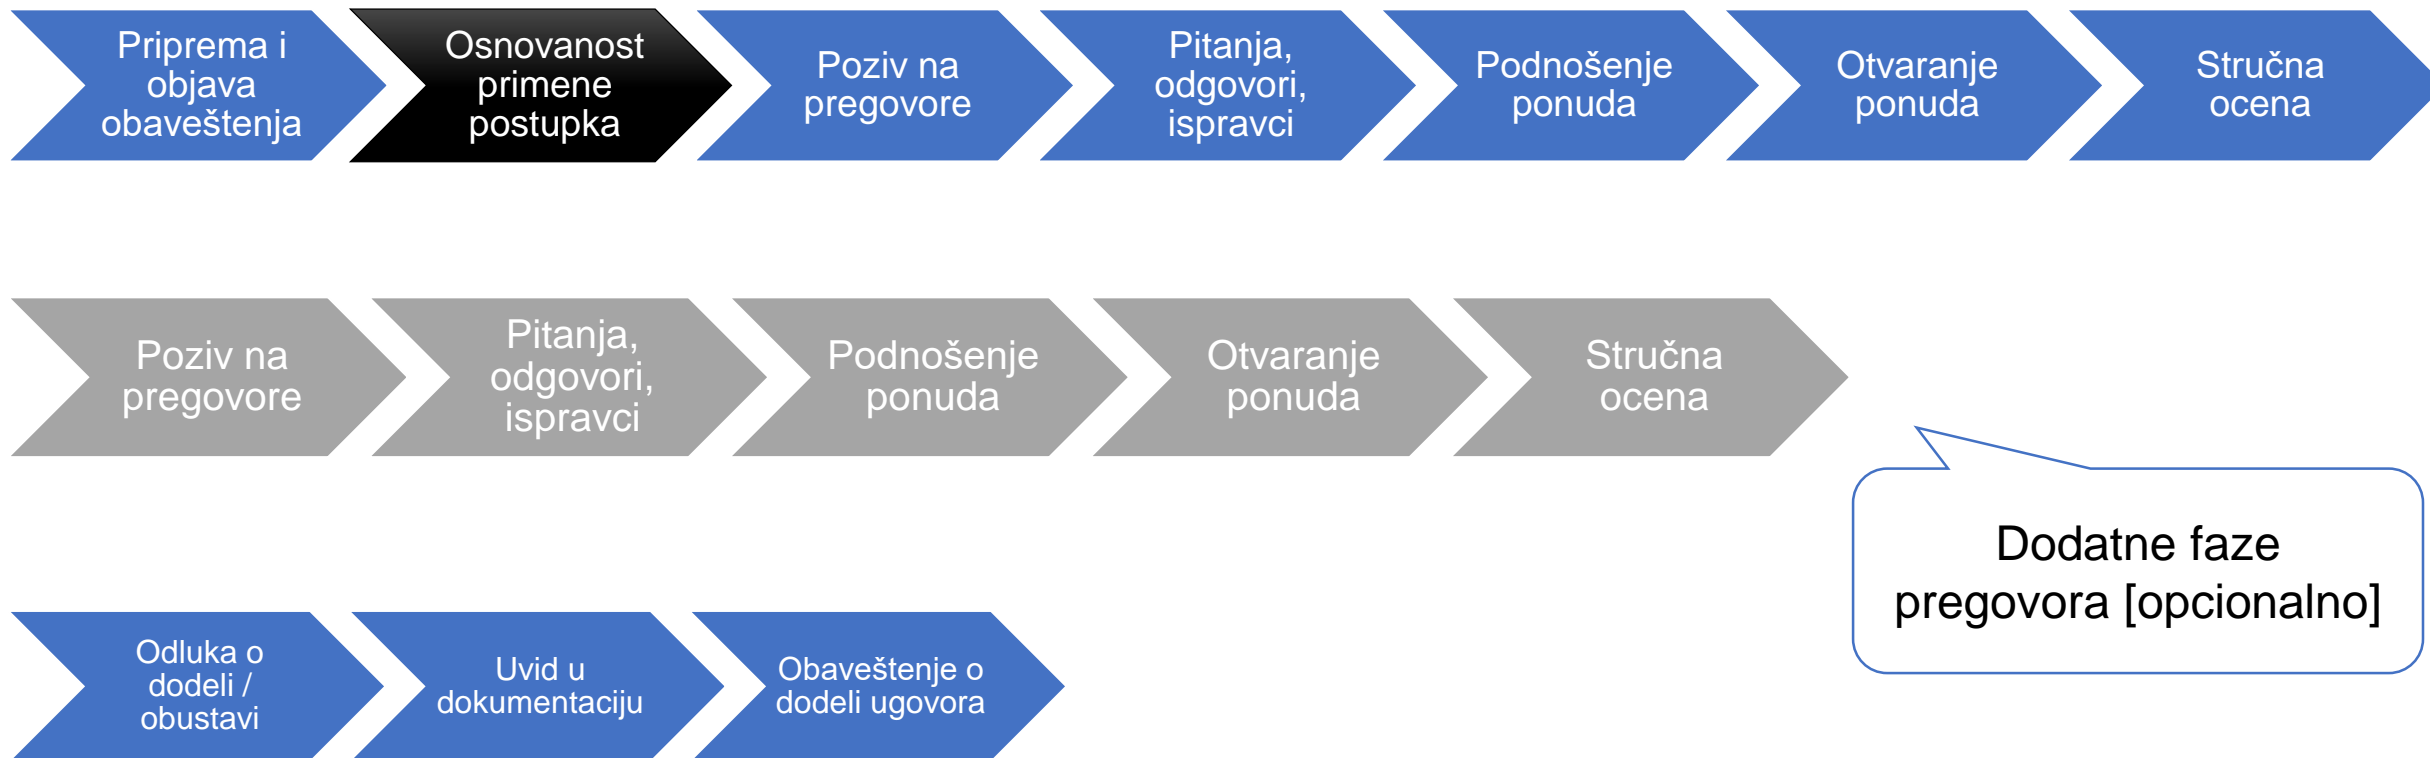 Priprema i
objava
obaveštenja
Osnovanost
primene
postupka
Poziv na
pregovore
Pitanja,
odgovori,
ispravci
Podnošenje
ponuda
Otvaranje
ponuda
Stručna
ocena
Poziv na
pregovore
Pitanja,
odgovori,
ispravci
Podnošenje
ponuda
Otvaranje
ponuda
Stručna
ocena
Dodatne faze
pregovora [opcionalno]
Odluka o
dodeli /
obustavi
Uvid u
dokumentaciju
Obaveštenje o
dodeli ugovora